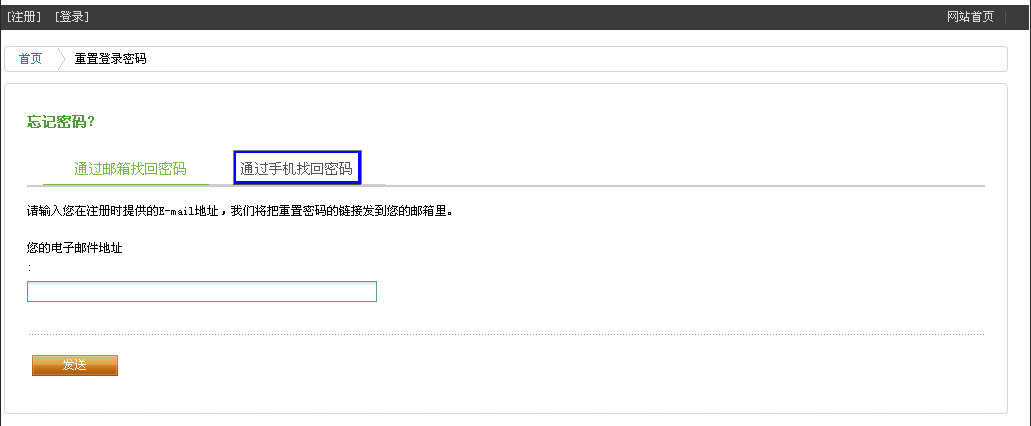 [注册] [登录] 网站首页
首页 重置登录密码
忘记密码?
通过邮箱找回密码 通过手机找回密码
请输入您在注册时提供的E-mail地址，我们将把重置密码的链接发到您的邮箱里。
您的电子邮件地址
:
发送